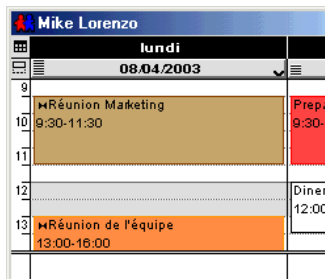 Mike Lorenzo
lundi
08/04/2003
9
Réunion Marketing
Prep
10
9:30-11:30
9:30-
11
12
Diner
12:00
13
Réunion de l'équipe
13:00-16:00